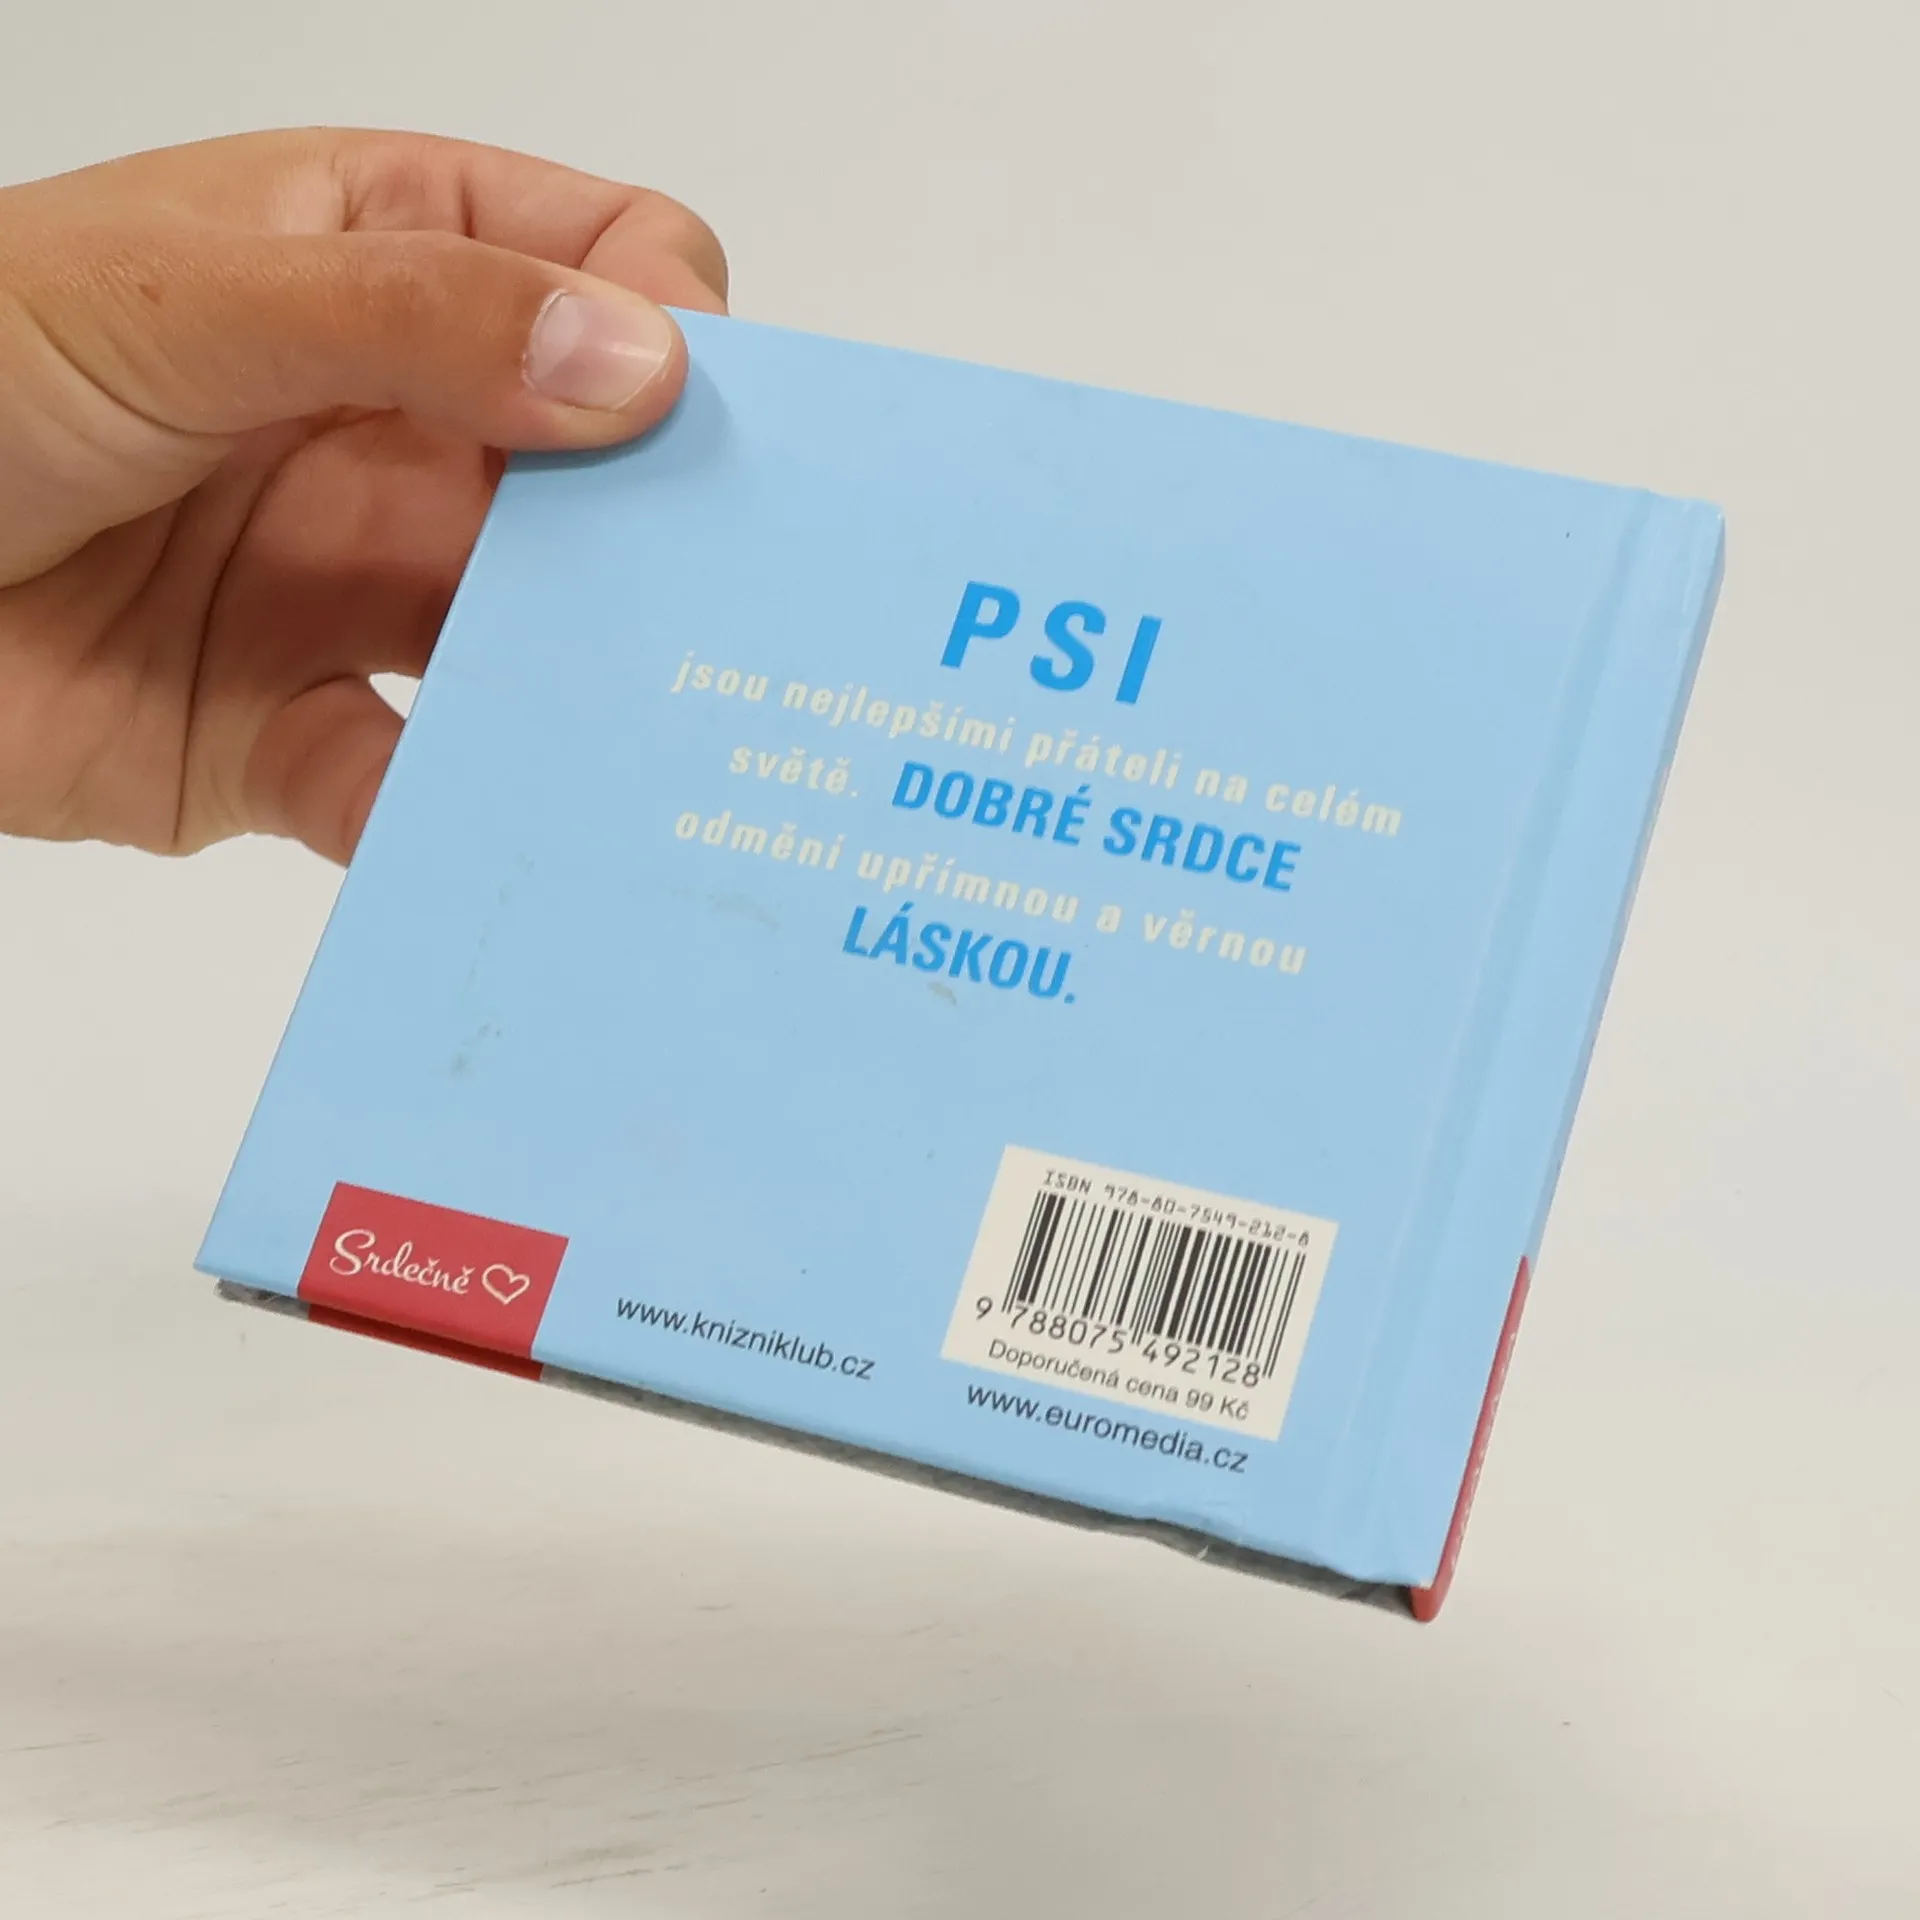 PSI
jsou nejlepšími přáteli na celém
světě. DOBRÉ SRDCE
odmění upřímnou a věrnou
LÁSKOU.
ISBN 978-80-7549-212-8
9 788075 492128
Doporučená cena 99 Kč
Srdečně
www.knizniklub.cz
www.euromedia.cz